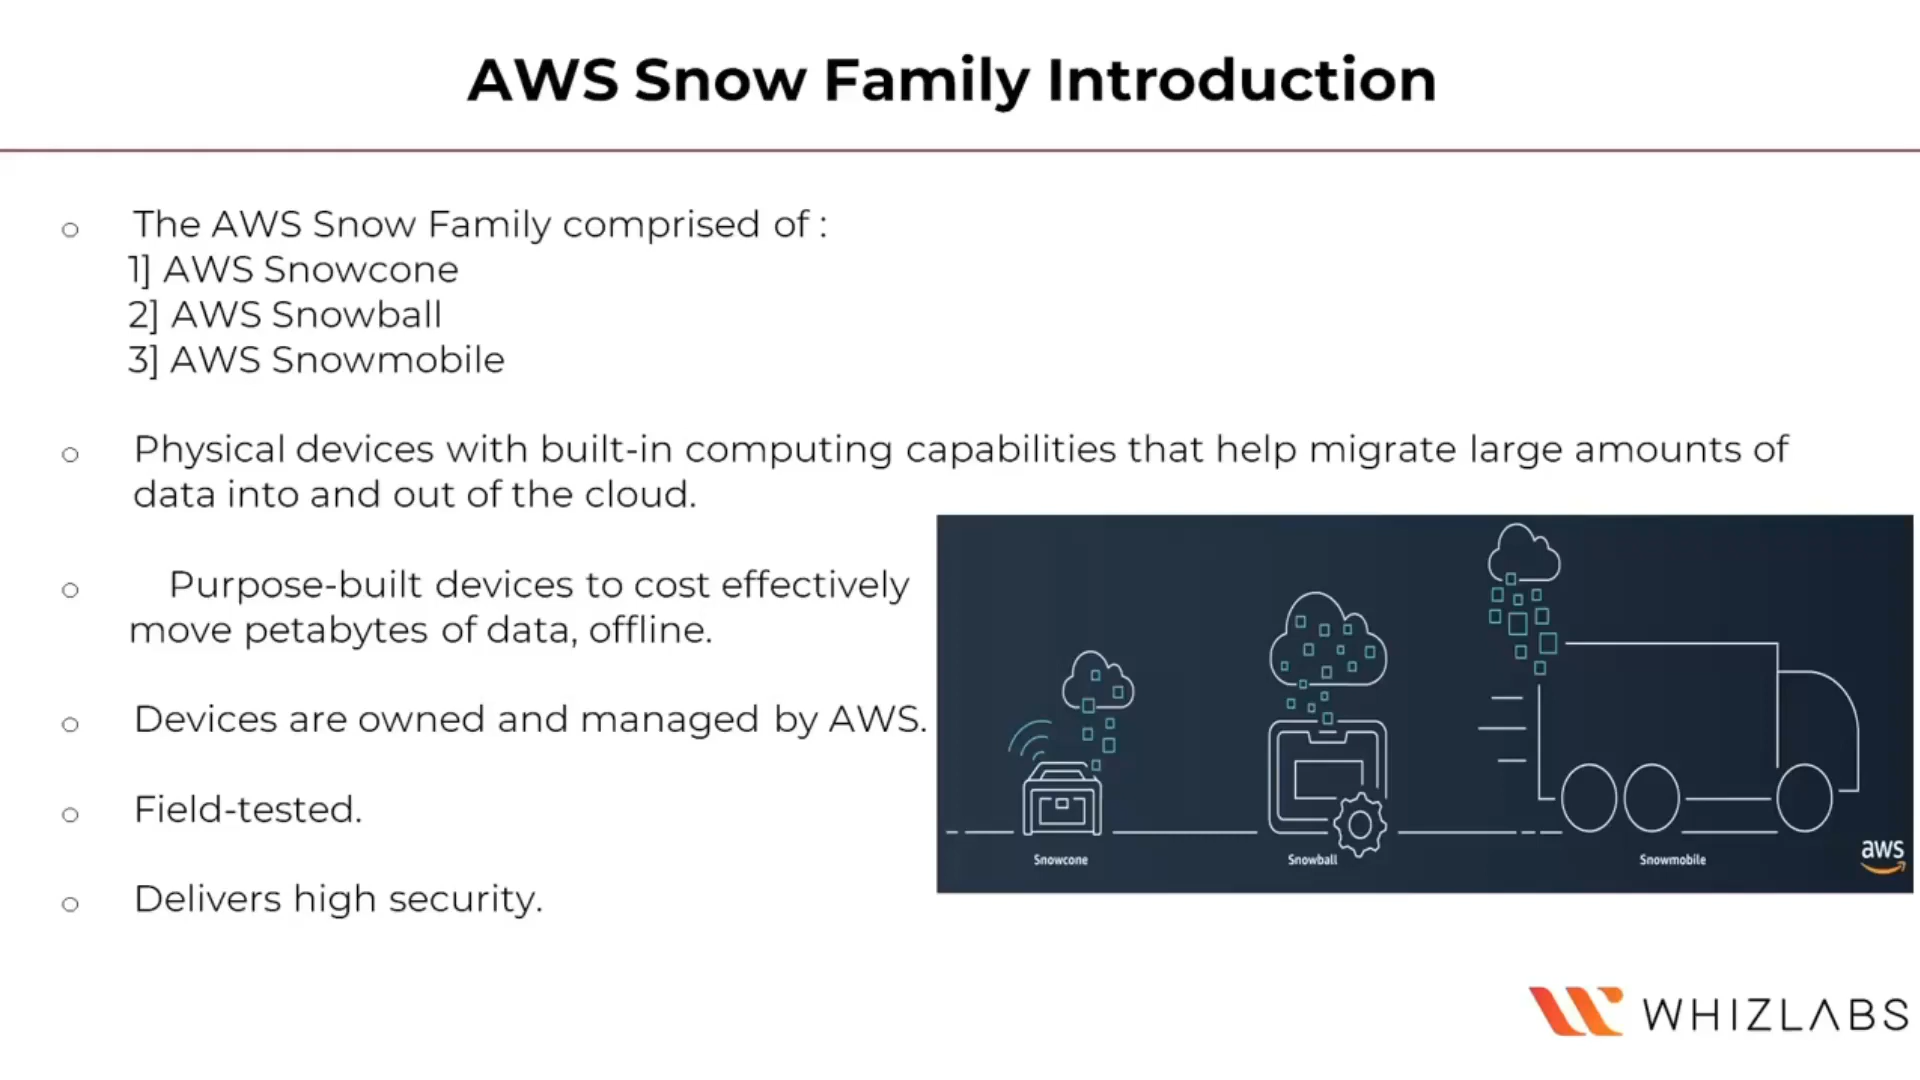 AWS Snow Family Introduction
The AWS Snow Family comprised of :
1] AWS Snowcone
2] AWS Snowball
3] AWS Snowmobile
Physical devices with built-in computing capabilities that help migrate large amounts of
data into and out of the cloud.
Purpose-built devices to cost effectively
move petabytes of data, offline.
Devices are owned and managed by AWS.
Field-tested.
Delivers high security.
Snowcone
Snowball
Snowmobile
aws
WHIZLABS